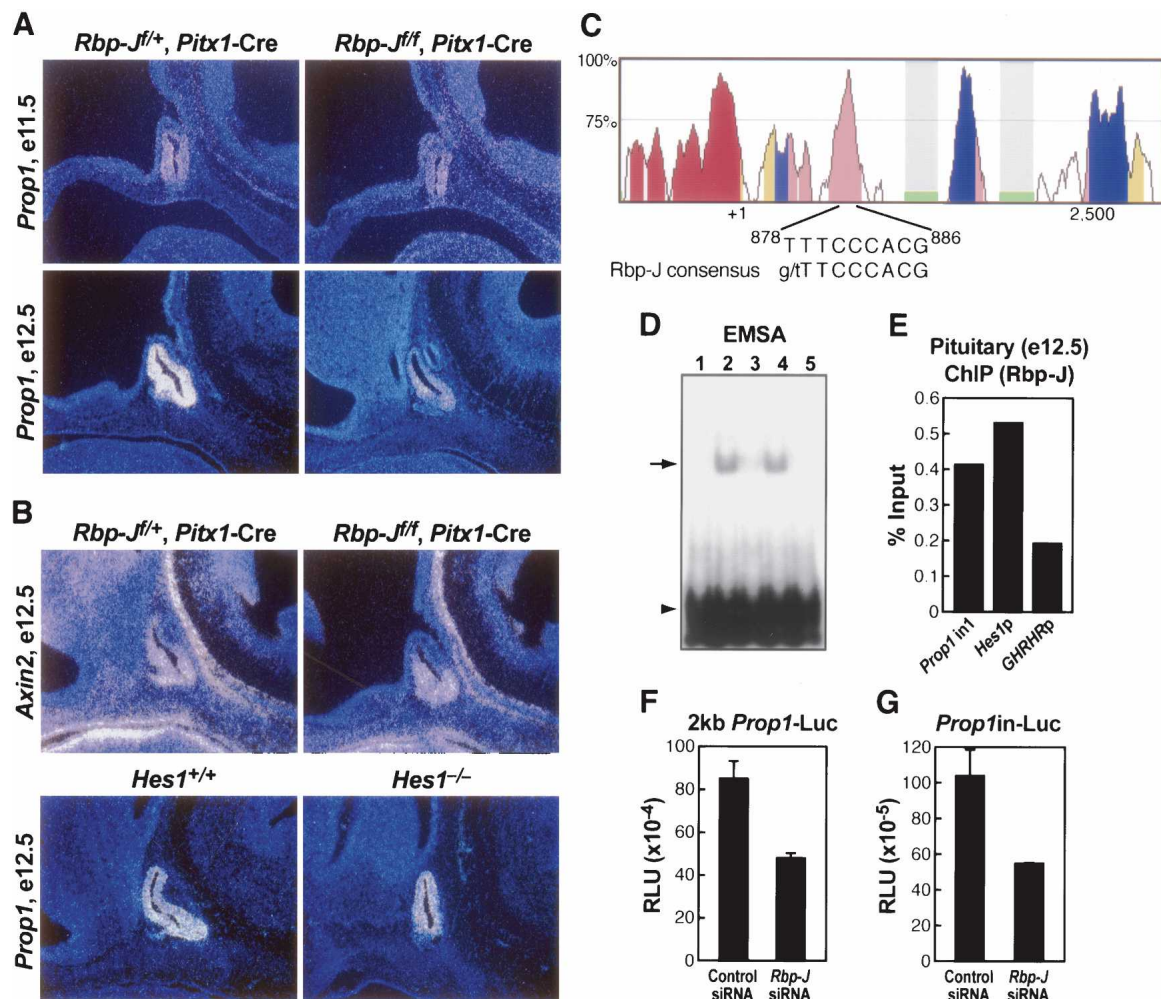 A
Rbp-Jf/+, Pitx1-Cre
Rbp-Jf/f, Pitx1-Cre
Prop1, e11.5
Prop1, e12.5
B
Rbp-Jf/+, Pitx1-Cre
Rbp-Jf/f, Pitx1-Cre
Axin2, e12.5
Hes1+/+
Hes1–/–
Prop1, e12.5
C
100%
75%
+1
2,500
878TTTCCCACG886
Rbp-J consensus g/tTTCCCACG
D
EMSA
1 2 3 4 5
E
Pituitary (e12.5)
ChIP (Rbp-J)
% Input
0.6
0.5
0.4
0.3
0.2
0.1
0
Prop1 in1
Hes1p
GHRHRp
F
2kb Prop1-Luc
RLU (x10-4)
100
80
60
40
20
0
Control
siRNA
Rbp-J
siRNA
G
Prop1in-Luc
RLU (x10-5)
120
100
80
60
40
20
0
Control
siRNA
Rbp-J
siRNA